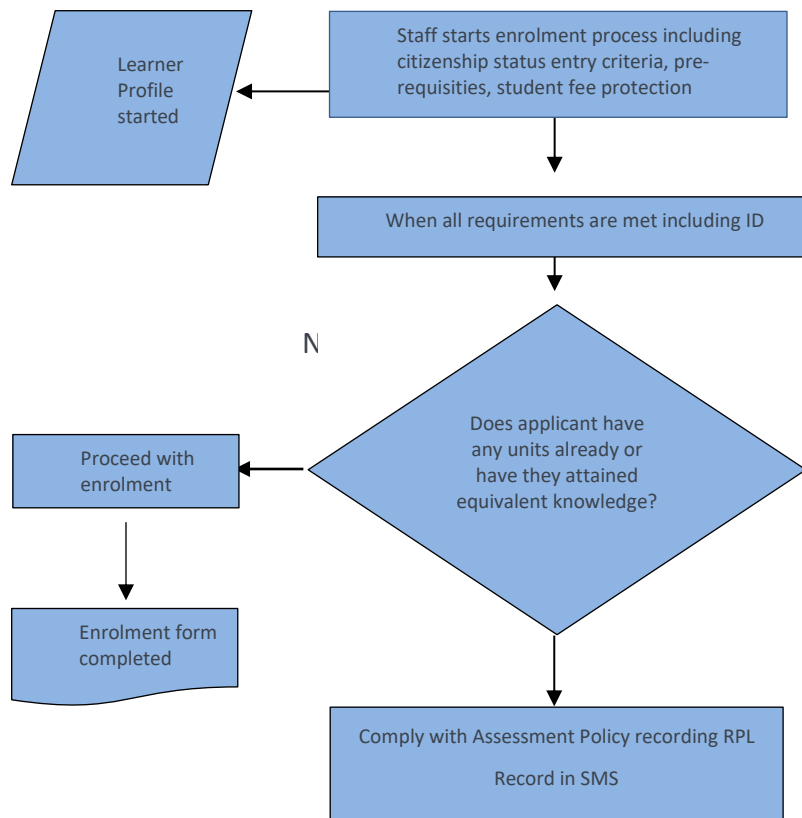 Learner
Profile
started
Staff starts enrolment process including
citizenship status entry criteria, pre-
requisities, student fee protection
When all requirements are met including ID
N
Does applicant have
any units already or
have they attained
equivalent knowledge?
Proceed with
enrolment
Enrolment form
completed
Comply with Assessment Policy recording RPL
Record in SMS